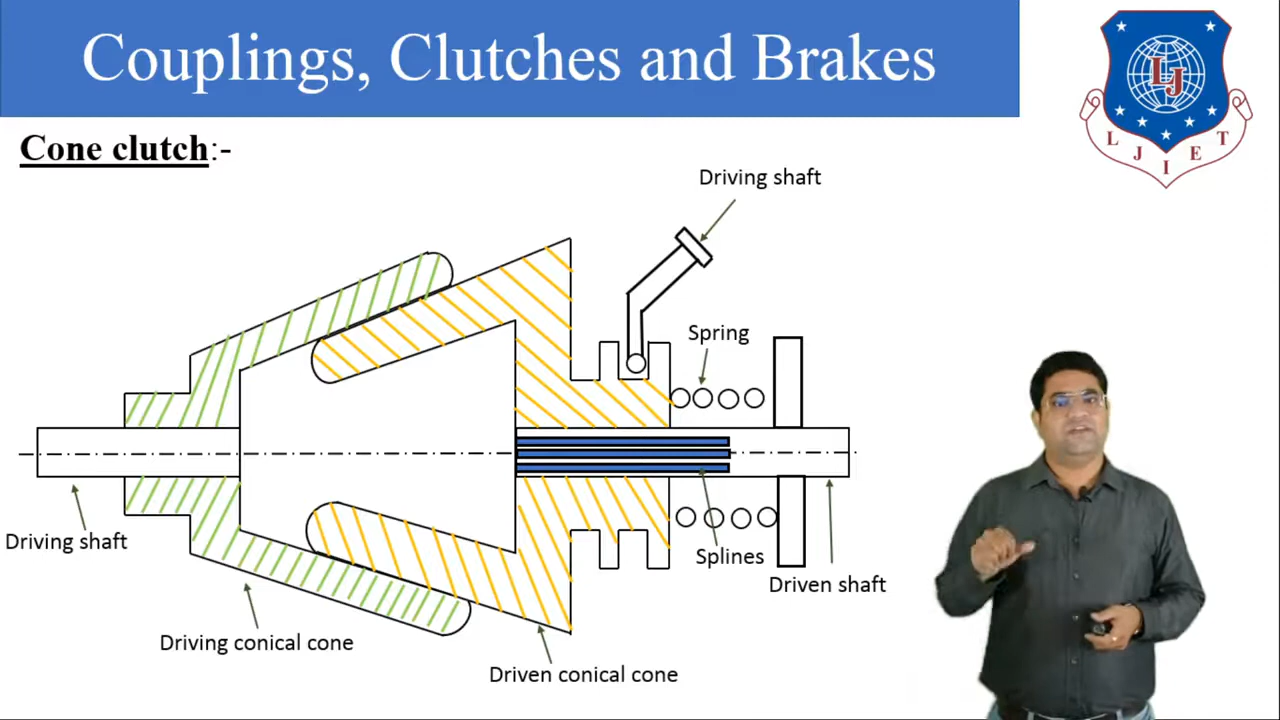 Couplings, Clutches and Brakes
LJ
L J I E T
Cone clutch:-
Driving shaft
Spring
Driving shaft
Splines
Driven shaft
Driving conical cone
Driven conical cone